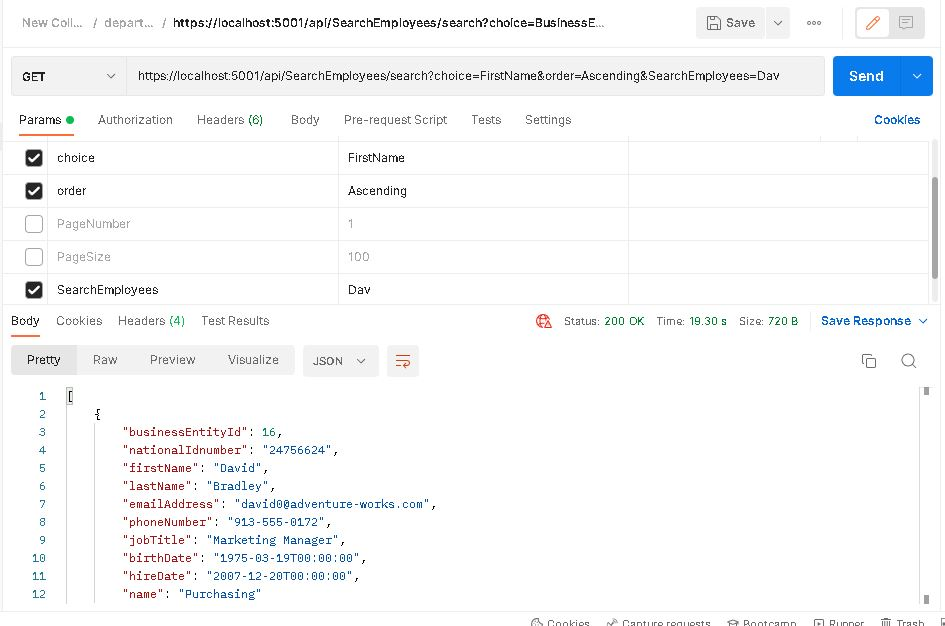 New Coll... / depart... / https://localhost:5001/api/SearchEmployees/search?choice=BusinessE... Save
GET https://localhost:5001/api/SearchEmployees/search?choice=FirstName&order=Ascending&SearchEmployees=Dav Send
Params Authorization Headers (6) Body Pre-request Script Tests Settings Cookies
choice FirstName
order Ascending
PageNumber 1
PageSize 100
SearchEmployees Dav
Body Cookies Headers (4) Test Results Status: 200 OK Time: 19.30 s Size: 720 B Save Response
Pretty Raw Preview Visualize JSON
1 [
2 {
3 "businessEntityId": 16,
4 "nationalIdnumber": "24756624",
5 "firstName": "David",
6 "lastName": "Bradley",
7 "emailAddress": "david0@adventure-works.com",
8 "phoneNumber": "913-555-0172",
9 "jobTitle": "Marketing Manager",
10 "birthDate": "1975-03-19T00:00:00",
11 "hireDate": "2007-12-20T00:00:00",
12 "name": "Purchasing"
Cookies Capture requests Bootcamp Runner Trash